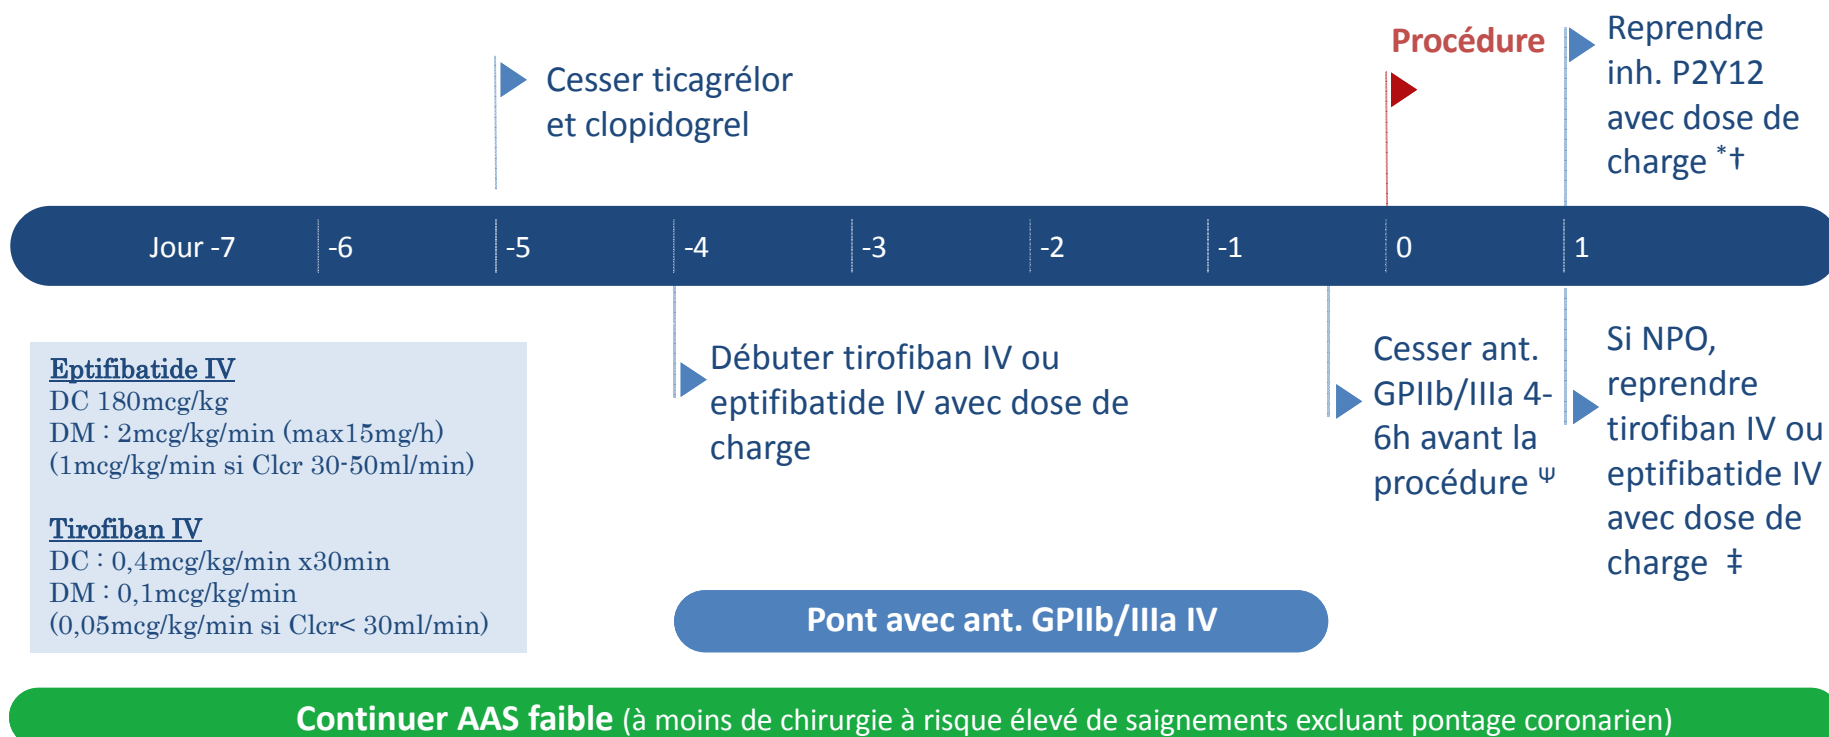 Procédure
Reprendre
inh. P2Y12
avec dose de
charge *†
Cesser ticagrélor
et clopidogrel
Jour -7
-6
-5
-4
-3
-2
-1
0
1
Eptifibatide IV
DC 180mcg/kg
DM : 2mcg/kg/min (max15mg/h)
(1mcg/kg/min si Clcr 30-50ml/min)
Tirofiban IV
DC : 0,4mcg/kg/min x30min
DM : 0,1mcg/kg/min
(0,05mcg/kg/min si Clcr< 30ml/min)
Débuter tirofiban IV ou
eptifibatide IV avec dose de
charge
Cesser ant.
GPIIb/IIIa 4-
6h avant la
procédure Ψ
Si NPO,
reprendre
tirofiban IV ou
eptifibatide IV
avec dose de
charge ‡
Pont avec ant. GPIIb/IIIa IV
Continuer AAS faible (à moins de chirurgie à risque élevé de saignements excluant pontage coronarien)